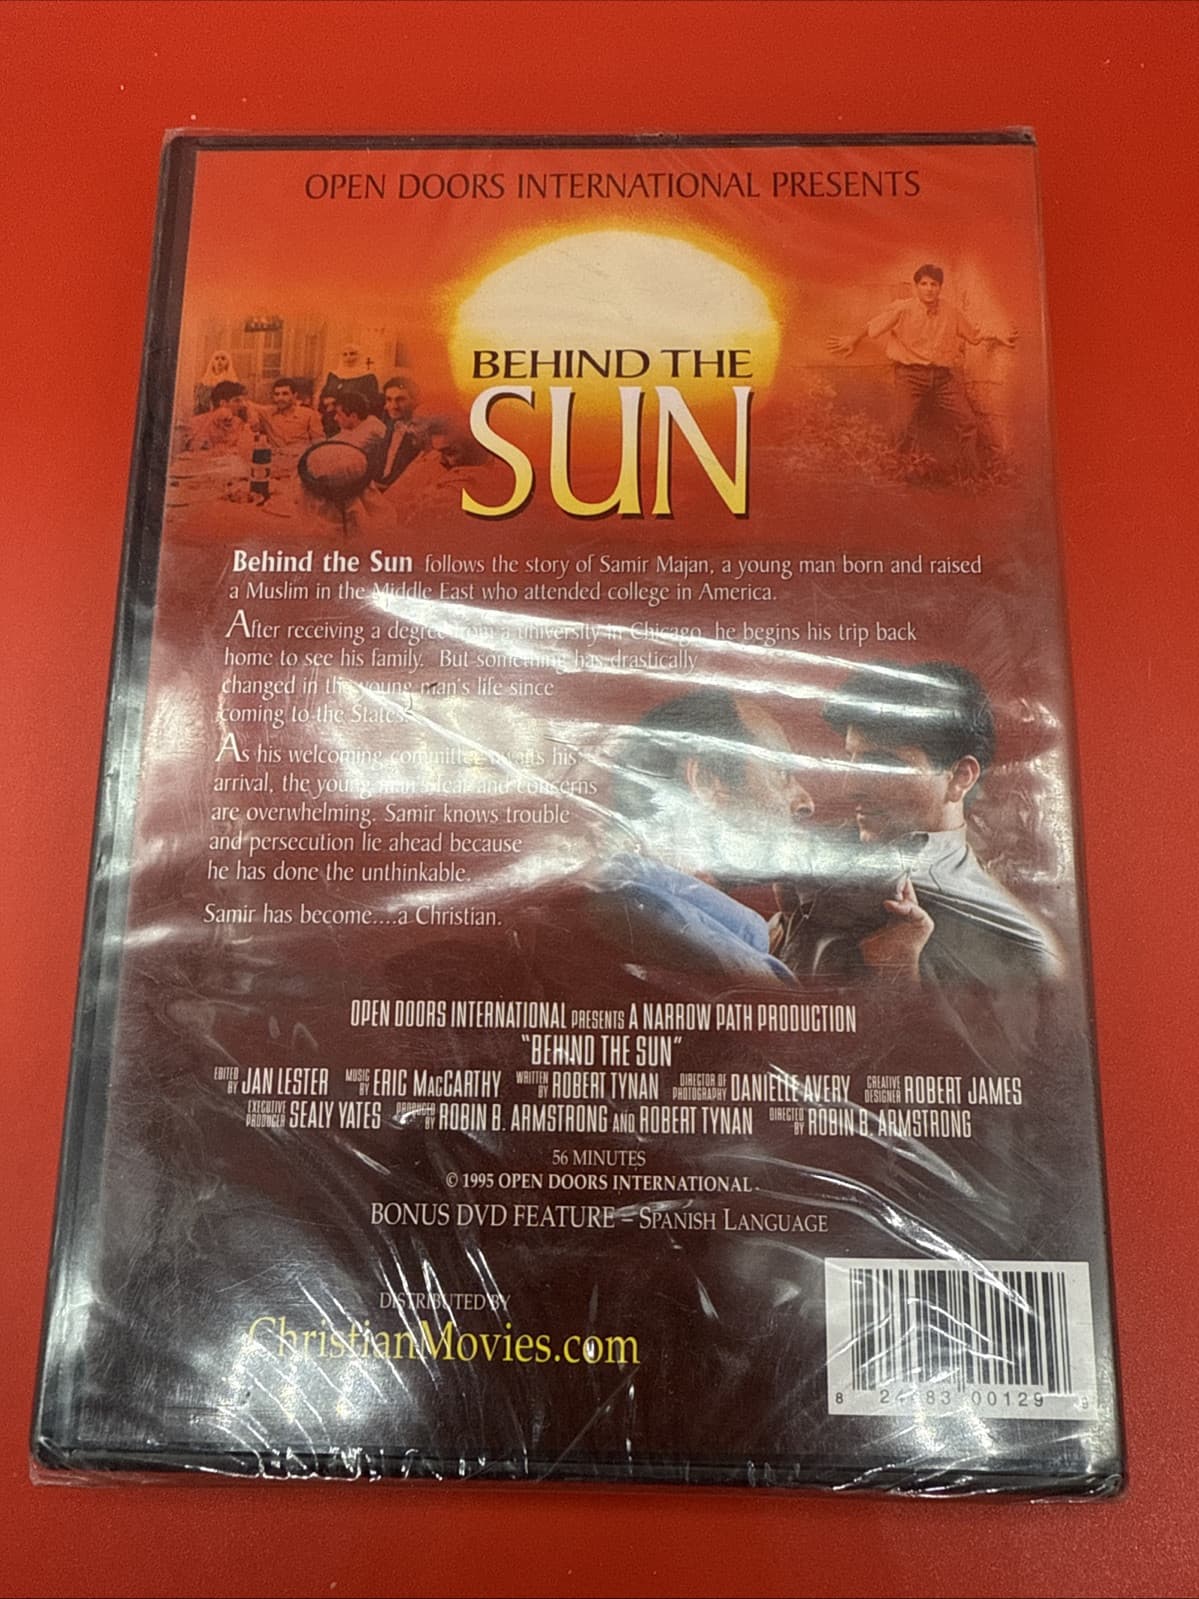 OPEN DOORS INTERNATIONAL PRESENTS
BEHIND THE
SUN
Behind the Sun follows the story of Samir Majan, a young man born and raised
a Muslim in the Middle East who attended college in America.
After receiving a degree from a university in Chicago, he begins his trip back
home to see his family. But something has drastically
changed in the young man's life since
coming to the States.
As his welcoming committee awaits his
arrival, the young man's fear and concerns
are overwhelming. Samir knows trouble
and persecution lie ahead because
he has done the unthinkable.
Samir has become....a Christian.
OPEN DOORS INTERNATIONAL PRESENTS A NARROW PATH PRODUCTION
"BEHIND THE SUN"
EDITED BY JAN LESTER MUSIC BY ERIC MACCARTHY WRITTEN BY ROBERT TYNAN DIRECTOR OF PHOTOGRAPHY DANIELLE AVERY CREATIVE DESIGNER ROBERT JAMES
EXECUTIVE PRODUCER SEALY YATES PRODUCED BY ROBIN B. ARMSTRONG AND ROBERT TYNAN DIRECTED BY ROBIN B. ARMSTRONG
56 MINUTES
© 1995 OPEN DOORS INTERNATIONAL.
BONUS DVD FEATURE – SPANISH LANGUAGE
DISTRIBUTED BY
ChristianMovies.com
8 00129